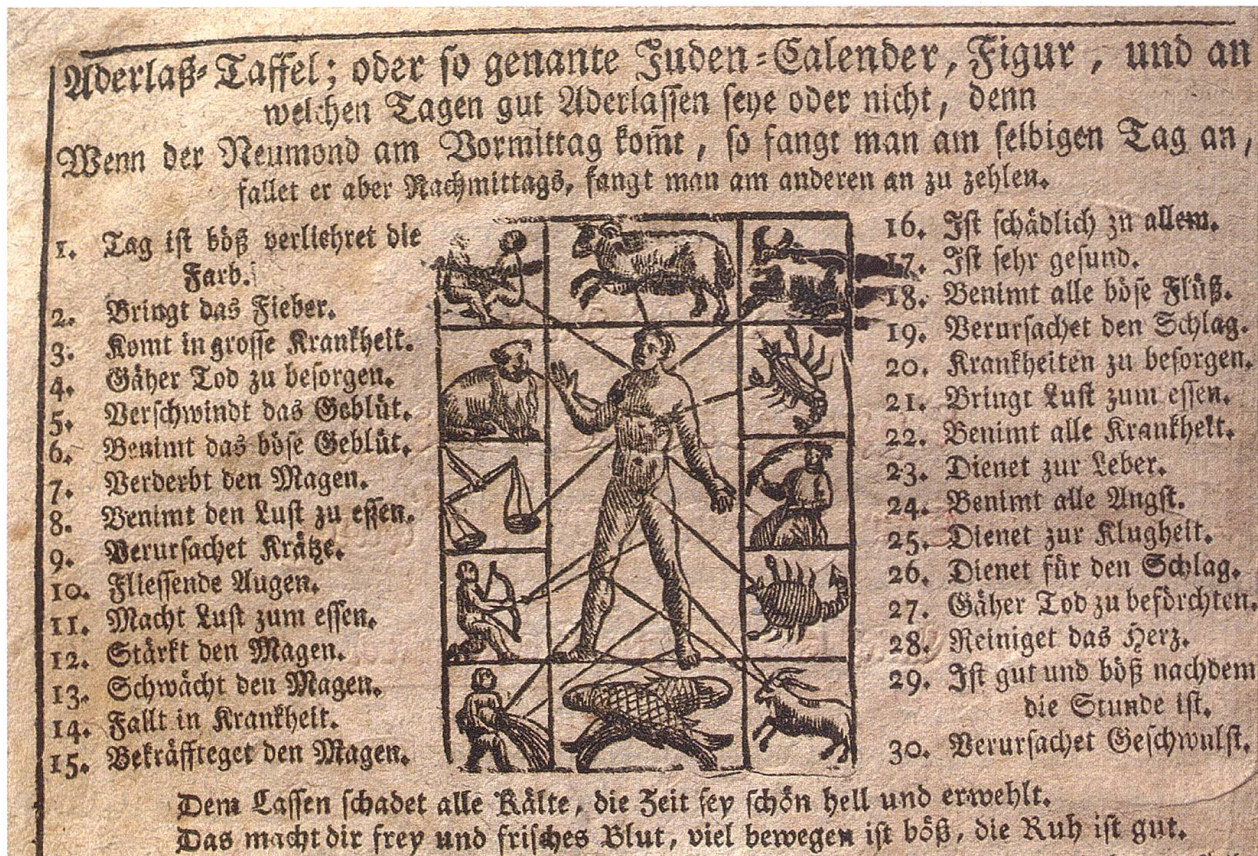 Aderlaß-Taffel; oder so genante Juden-Calender, Figur, und an
welchen Tagen gut Aderlassen seye oder nicht, denn
Wenn der Neumond am Vormittag kom̃t, so fangt man am selbigen Tag an,
fallet er aber Nachmittags, fangt man am anderen an zu zehlen.
1. Tag ist böß verliehret die
Farb.
2. Bringt das Fieber.
3. Komt in grosse Krankheit.
4. Gäher Tod zu besorgen.
5. Verschwindt das Geblüt.
6. Benimt das böse Geblüt.
7. Verderbt den Magen.
8. Benimt den Lust zu essen.
9. Verursachet Krätze.
10. Fliessende Augen.
11. Macht Lust zum essen.
12. Stärkt den Magen.
13. Schwächt den Magen.
14. Fallt in Krankheit.
15. Bekräffteget den Magen.
16. Ist schädlich zu allem.
17. Ist sehr gesund.
18. Benimt alle böse Flüß.
19. Verursachet den Schlag.
20. Krankheiten zu besorgen.
21. Bringt Lust zum essen.
22. Benimt alle Krankheit.
23. Dienet zur Leber.
24. Benimt alle Angst.
25. Dienet zur Klugheit.
26. Dienet für den Schlag.
27. Gäher Tod zu beförchten.
28. Reiniget das Herz.
29. Ist gut und böß nachdem
die Stunde ist.
30. Verursachet Geschwulst.
Dem Lassen schadet alle Kälte, die Zeit sey schön hell und erwehlt.
Das macht dir frey und frisches Blut, viel bewegen ist böß, die Ruh ist gut.